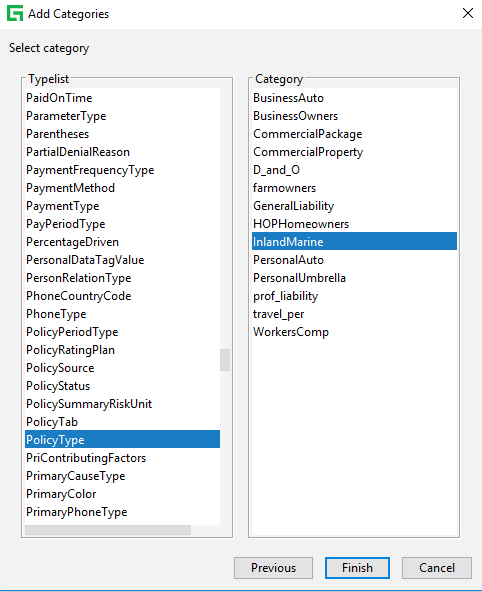 Add Categories
Select category
Typelist
PaidOnTime
ParameterType
Parentheses
PartialDenialReason
PaymentFrequencyType
PaymentMethod
PaymentType
PayPeriodType
PercentageDriven
PersonalDataTagValue
PersonRelationType
PhoneCountryCode
PhoneType
PolicyPeriodType
PolicyRatingPlan
PolicySource
PolicyStatus
PolicySummaryRiskUnit
PolicyTab
PolicyType
PriContributingFactors
PrimaryCauseType
PrimaryColor
PrimaryPhoneType
Category
BusinessAuto
BusinessOwners
CommercialPackage
CommercialProperty
D_and_O
farmowners
GeneralLiability
HOPHomeowners
InlandMarine
PersonalAuto
PersonalUmbrella
prof_liability
travel_per
WorkersComp
Previous
Finish
Cancel